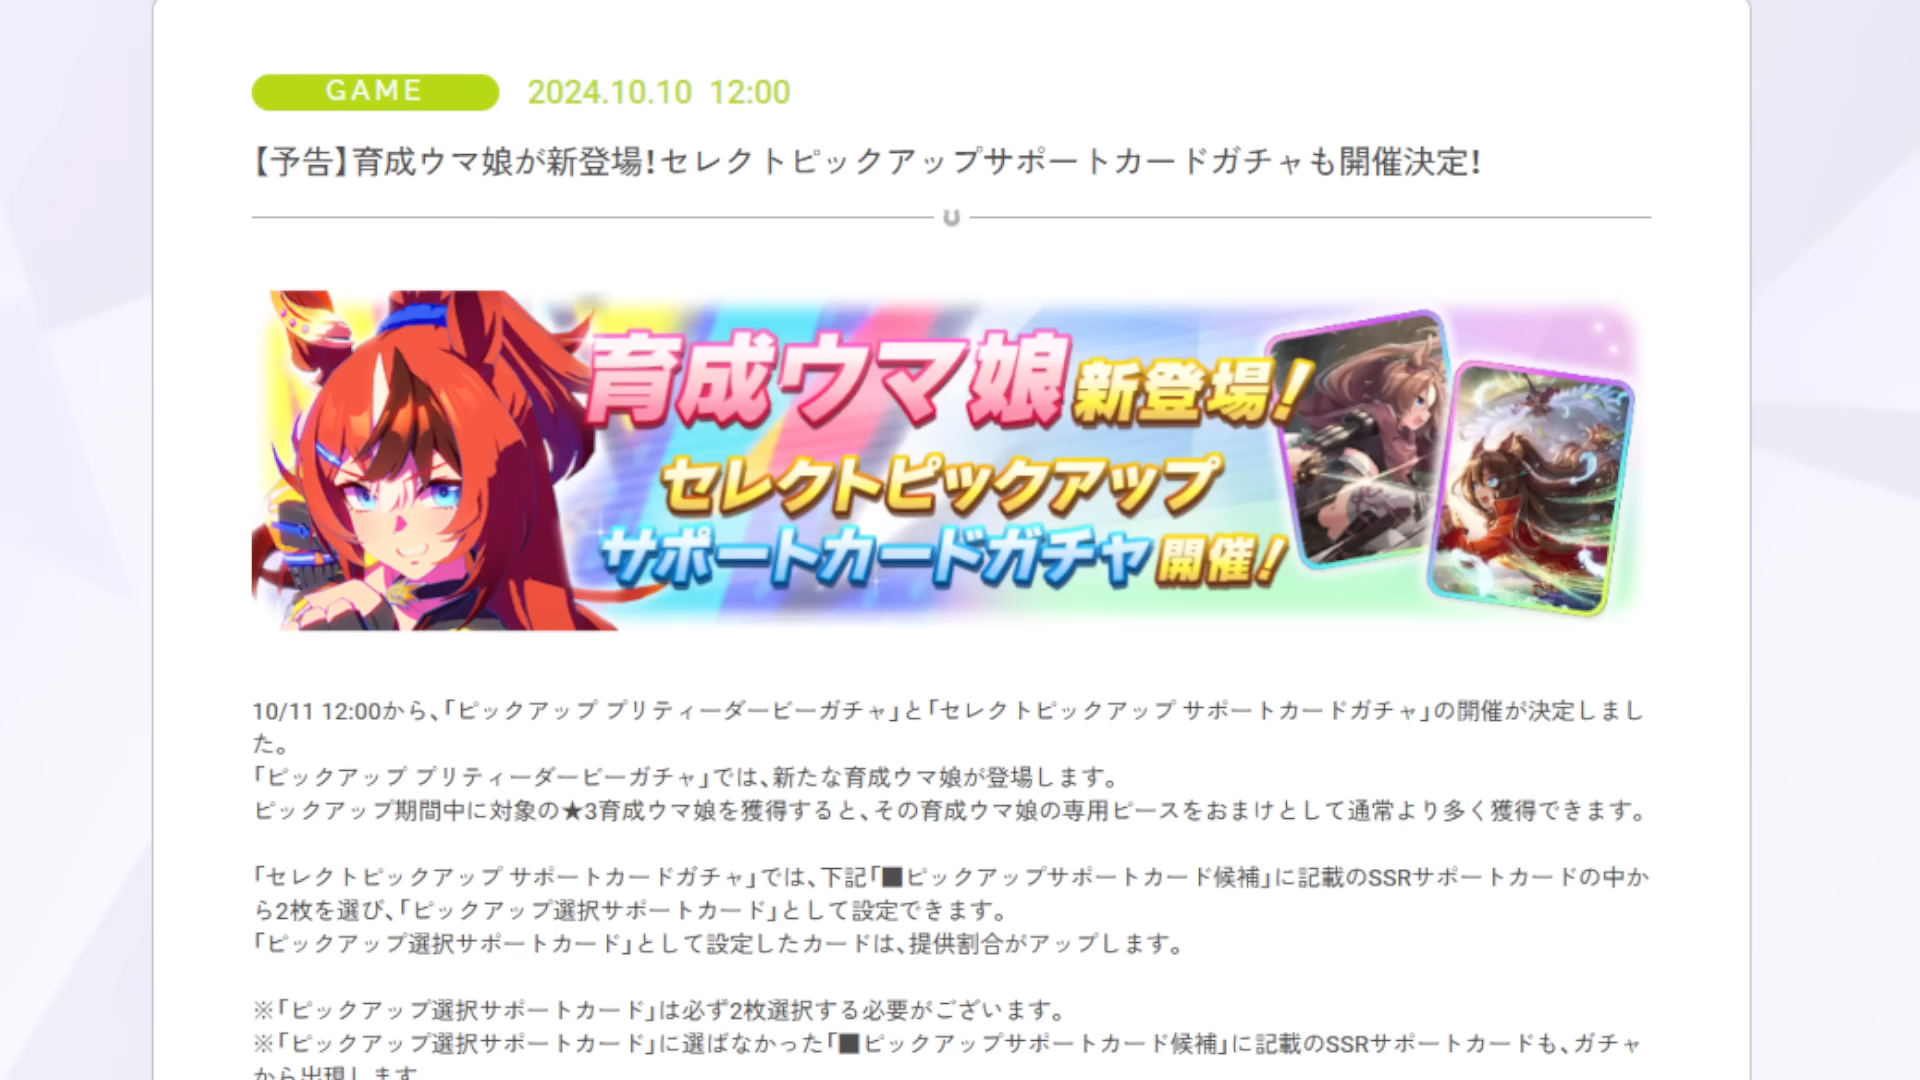 GAME 2024.10.10 12:00
【予告】育成ウマ娘が新登場!セレクトピックアップサポートカードガチャも開催決定!
育成ウマ娘 新登場!
セレクトピックアップ
サポートカードガチャ 開催!
10/11 12:00から、「ピックアップ プリティーダービーガチャ」と「セレクトピックアップ サポートカードガチャ」の開催が決定しまし
た。
「ピックアップ プリティーダービーガチャ」では、新たな育成ウマ娘が登場します。
ピックアップ期間中に対象の★3育成ウマ娘を獲得すると、その育成ウマ娘の専用ピースをおまけとして通常より多く獲得できます。
「セレクトピックアップ サポートカードガチャ」では、下記「■ピックアップサポートカード候補」に記載のSSRサポートカードの中か
ら2枚を選び、「ピックアップ選択サポートカード」として設定できます。
「ピックアップ選択サポートカード」として設定したカードは、提供割合がアップします。
※「ピックアップ選択サポートカード」は必ず2枚選択する必要がございます。
※「ピックアップ選択サポートカード」に選ばなかった「■ピックアップサポートカード候補」に記載のSSRサポートカードも、ガチャ
から出現します